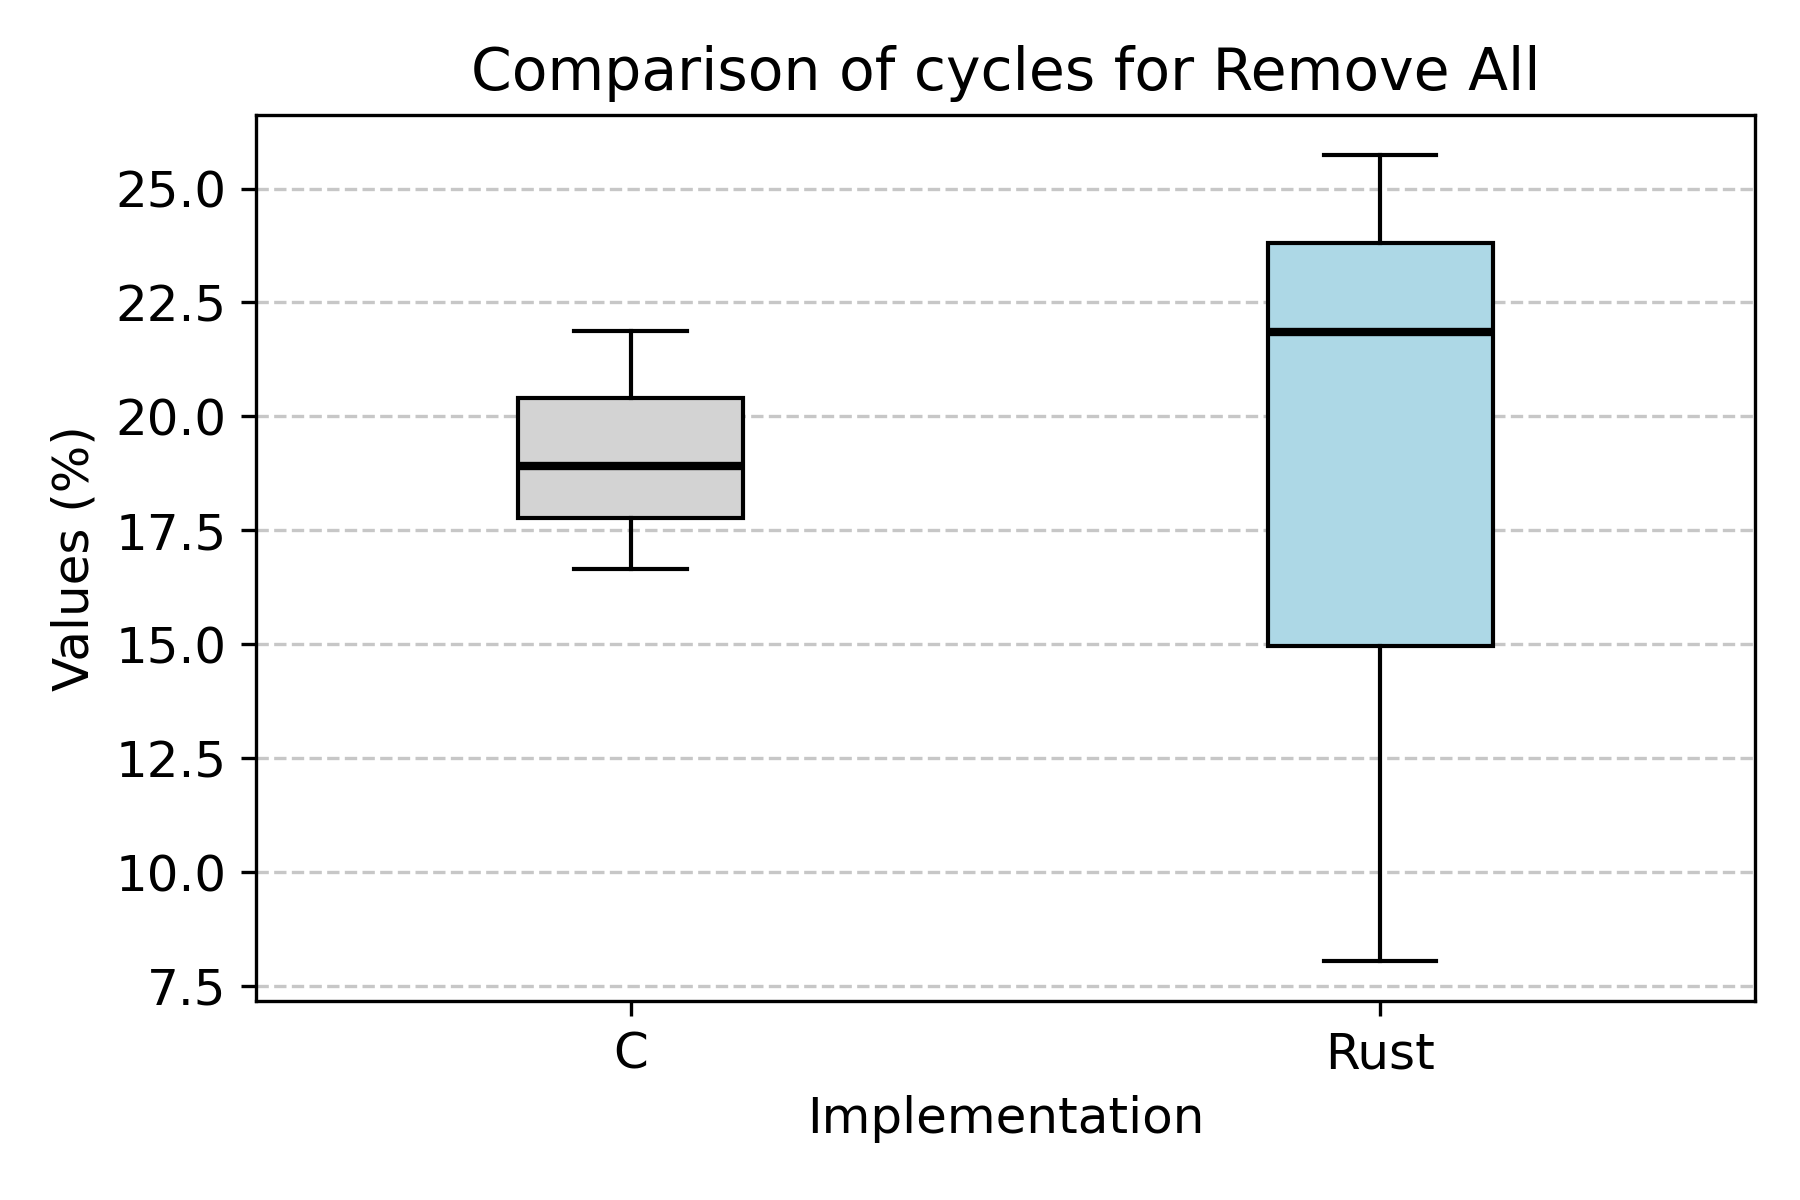 Comparison of cycles for Remove All
Values (%)
25.0
22.5
20.0
17.5
15.0
12.5
10.0
7.5
C
Rust
Implementation